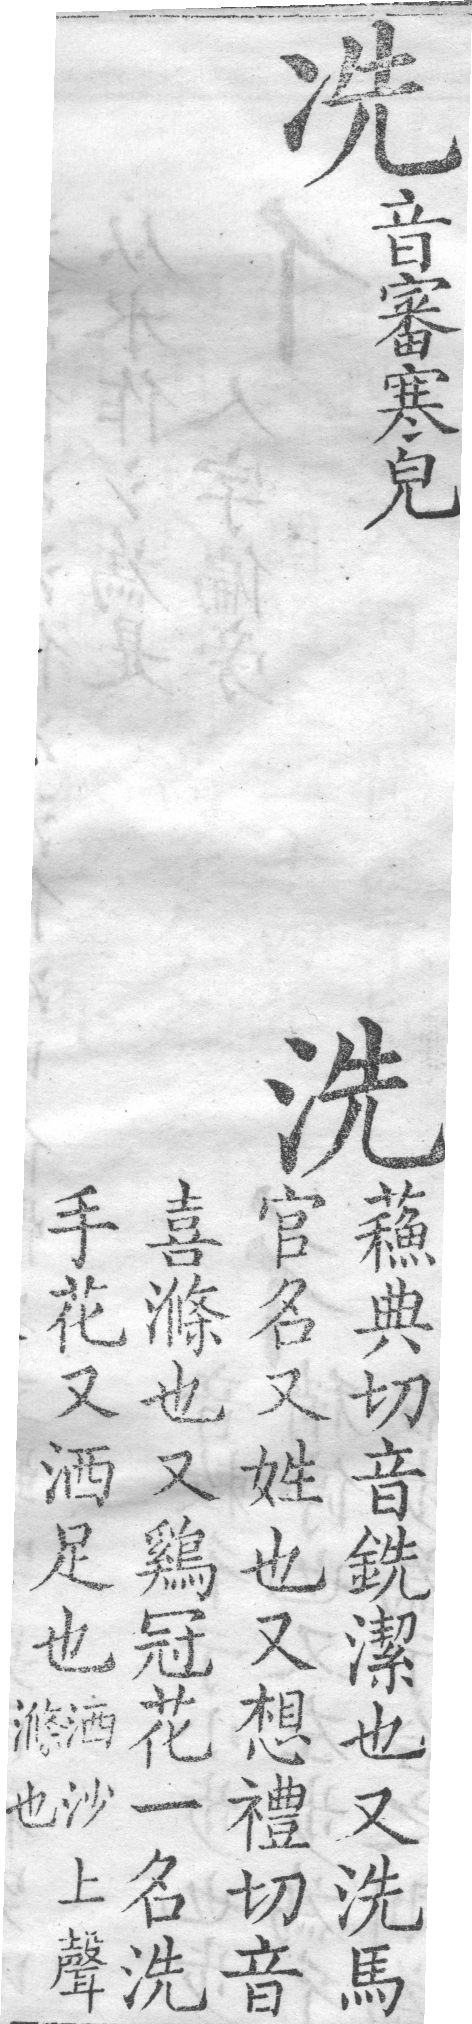 冼
音審寒皃
洗
蘓典切音銑潔也又洗馬
官名又姓也又想禮切音
喜滌也又鷄冠花一名洗
手花又洒足也洒沙上聲
滌也